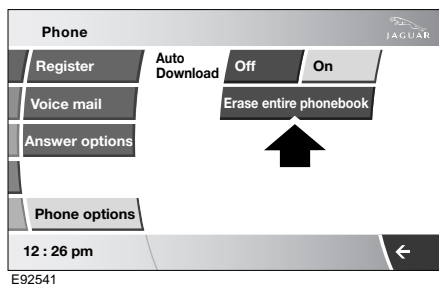 Phone
JAGUAR
Register
Auto
Download
Off
On
Voice mail
Erase entire phonebook
Answer options
Phone options
12 : 26 pm
E92541